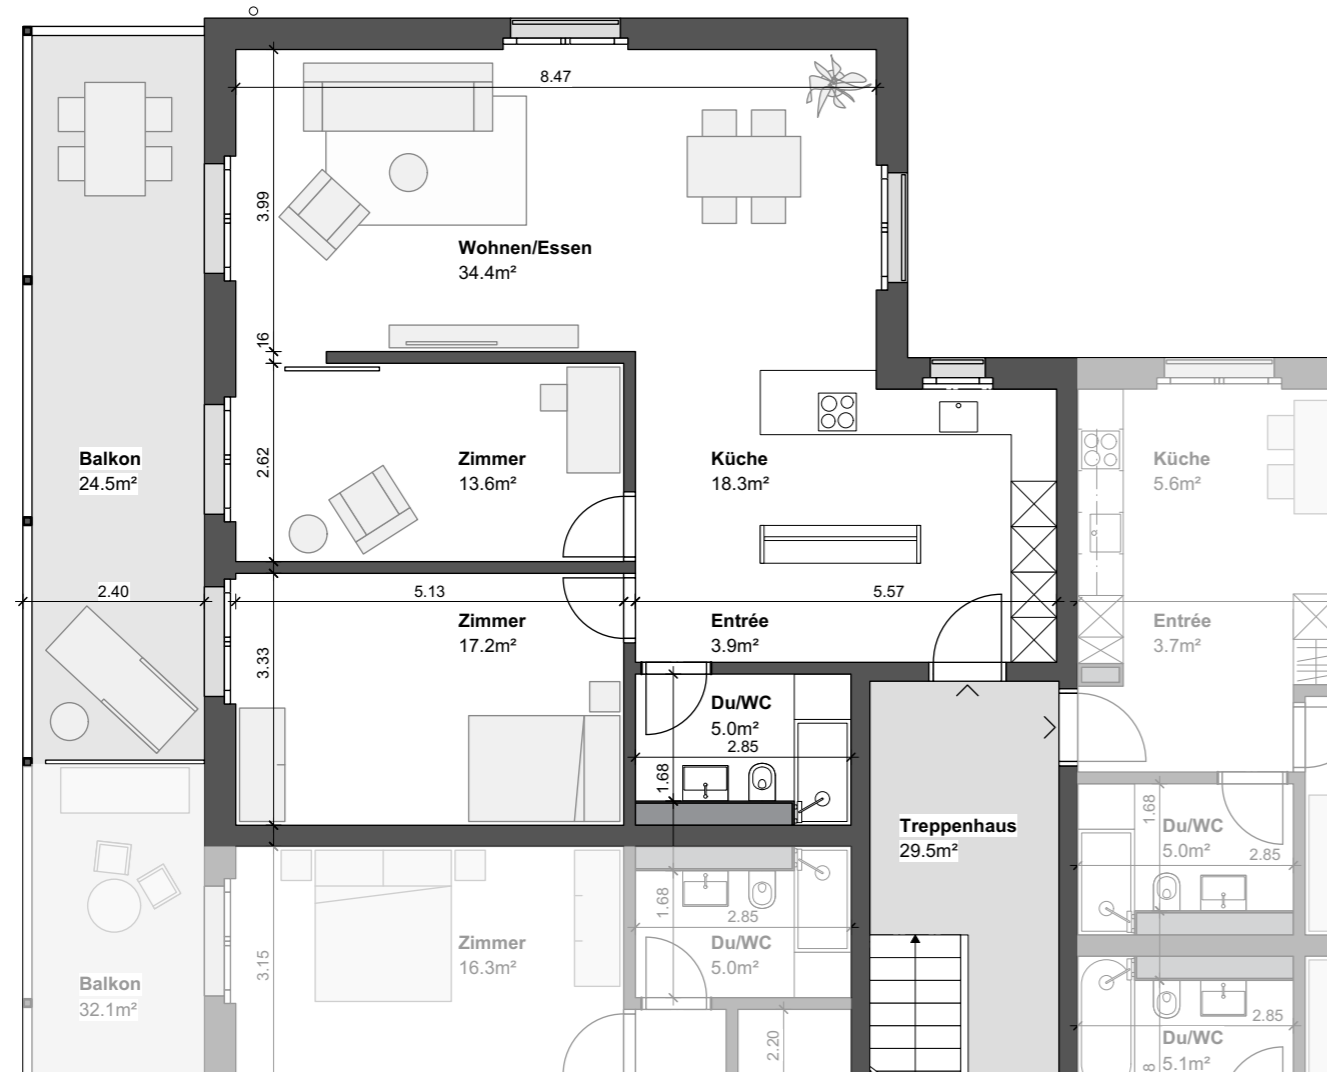 8.47
3.99
Wohnen/Essen
34.4m²
16
Balkon
24.5m²
2.62
Zimmer
13.6m²
Küche
18.3m²
Küche
5.6m²
2.40
5.13
5.57
3.33
Zimmer
17.2m²
Entrée
3.9m²
Entrée
3.7m²
Du/WC
5.0m²
2.85
1.68
Treppenhaus
29.5m²
1.68
Du/WC
5.0m²
2.85
1.68
2.85
Du/WC
5.0m²
3.15
Zimmer
16.3m²
Balkon
32.1m²
2.20
2.85
Du/WC
5.1m²
8